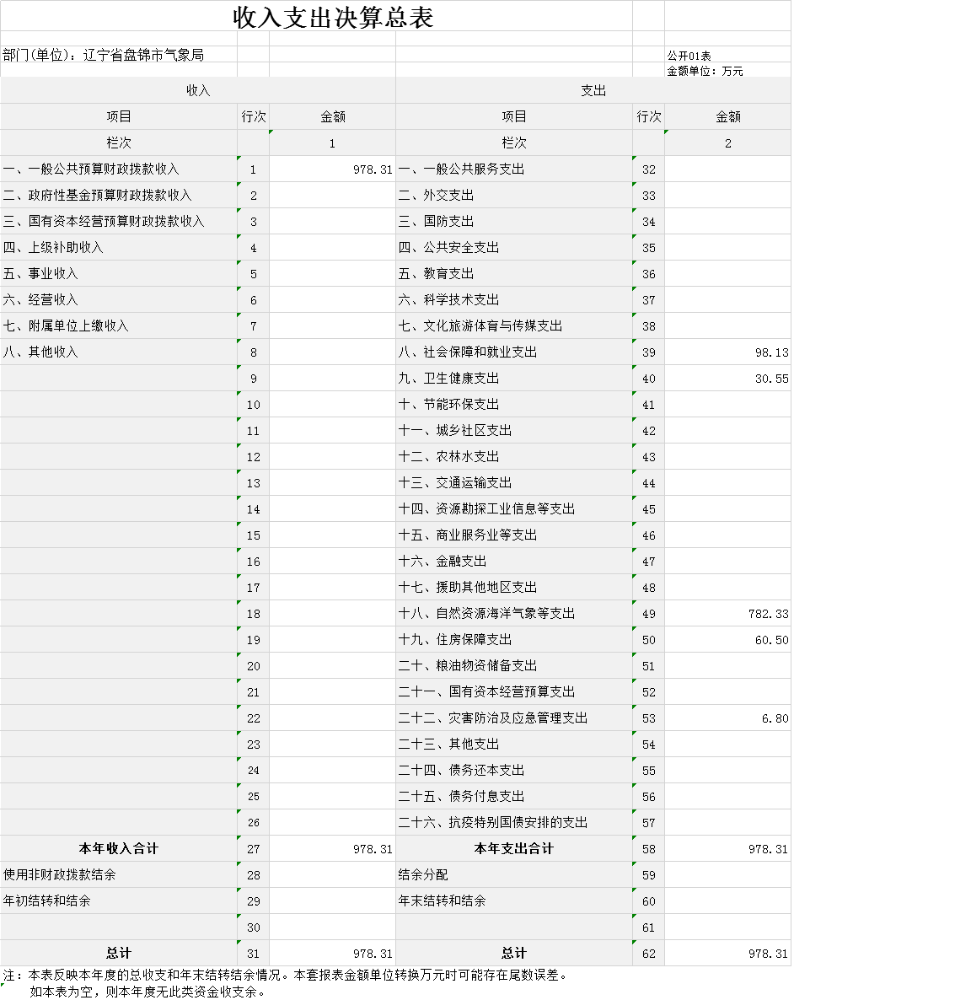 收入支出决算总表
部门(单位)：辽宁省盘锦市气象局 公开01表
金额单位：万元
收入 支出
项目 行次 金额 项目 行次 金额
栏次 1 栏次 2
一、一般公共预算财政拨款收入 1 978.31 一、一般公共服务支出 32
二、政府性基金预算财政拨款收入 2 二、外交支出 33
三、国有资本经营预算财政拨款收入 3 三、国防支出 34
四、上级补助收入 4 四、公共安全支出 35
五、事业收入 5 五、教育支出 36
六、经营收入 6 六、科学技术支出 37
七、附属单位上缴收入 7 七、文化旅游体育与传媒支出 38
八、其他收入 8 八、社会保障和就业支出 39 98.13
9 九、卫生健康支出 40 30.55
10 十、节能环保支出 41
11 十一、城乡社区支出 42
12 十二、农林水支出 43
13 十三、交通运输支出 44
14 十四、资源勘探工业信息等支出 45
15 十五、商业服务业等支出 46
16 十六、金融支出 47
17 十七、援助其他地区支出 48
18 十八、自然资源海洋气象等支出 49 782.33
19 十九、住房保障支出 50 60.50
20 二十、粮油物资储备支出 51
21 二十一、国有资本经营预算支出 52
22 二十二、灾害防治及应急管理支出 53 6.80
23 二十三、其他支出 54
24 二十四、债务还本支出 55
25 二十五、债务付息支出 56
26 二十六、抗疫特别国债安排的支出 57
本年收入合计 27 978.31 本年支出合计 58 978.31
使用非财政拨款结余 28 结余分配 59
年初结转和结余 29 年末结转和结余 60
30 61
总计 31 978.31 总计 62 978.31
注：本表反映本年度的总收支和年末结转结余情况。本套报表金额单位转换万元时可能存在尾数误差。
如本表为空，则本年度无此类资金收支余。